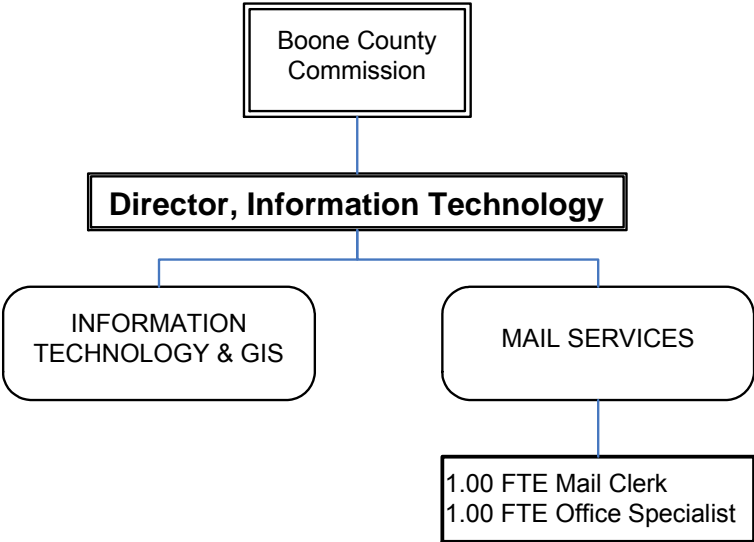 Boone County
Commission
Director, Information Technology
INFORMATION
TECHNOLOGY & GIS
MAIL SERVICES
1.00 FTE Mail Clerk
1.00 FTE Office Specialist